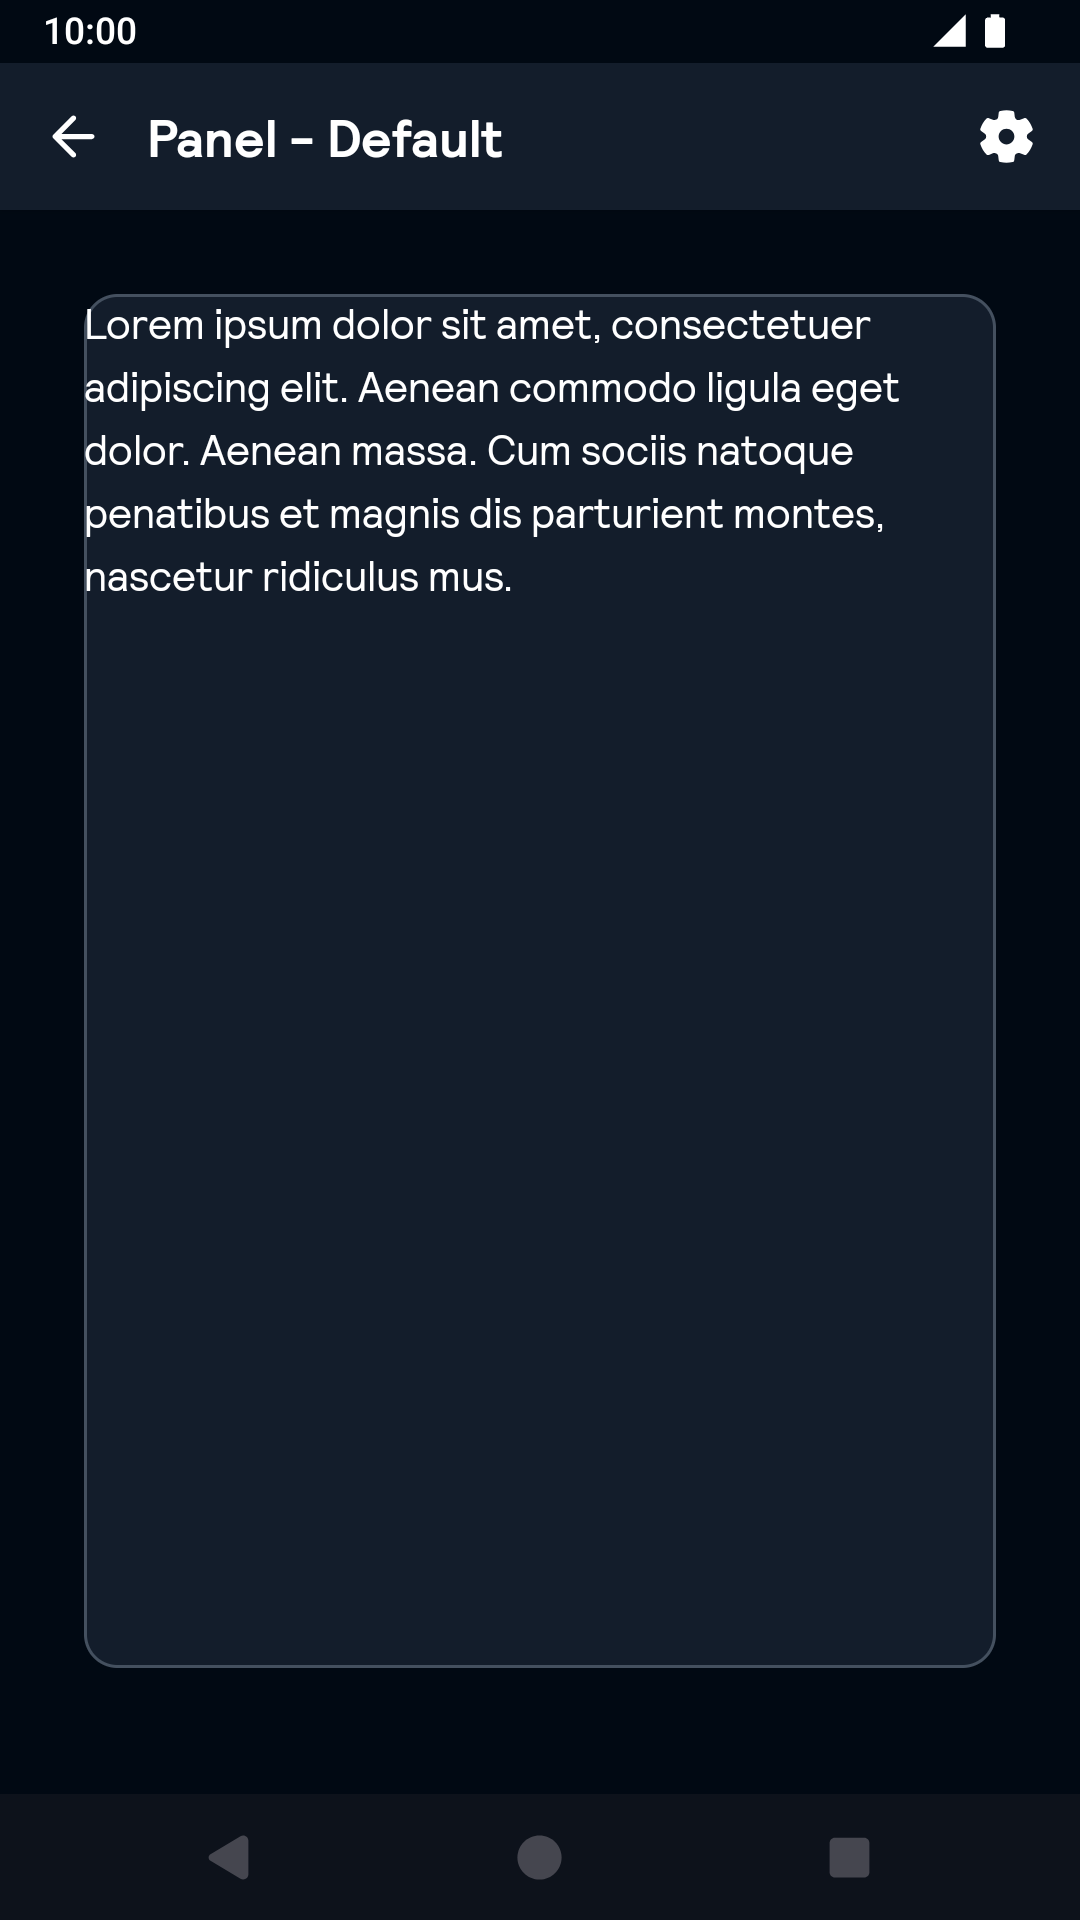 10:00
Panel - Default
Lorem ipsum dolor sit amet, consectetuer
adipiscing elit. Aenean commodo ligula eget
dolor. Aenean massa. Cum sociis natoque
penatibus et magnis dis parturient montes,
nascetur ridiculus mus.